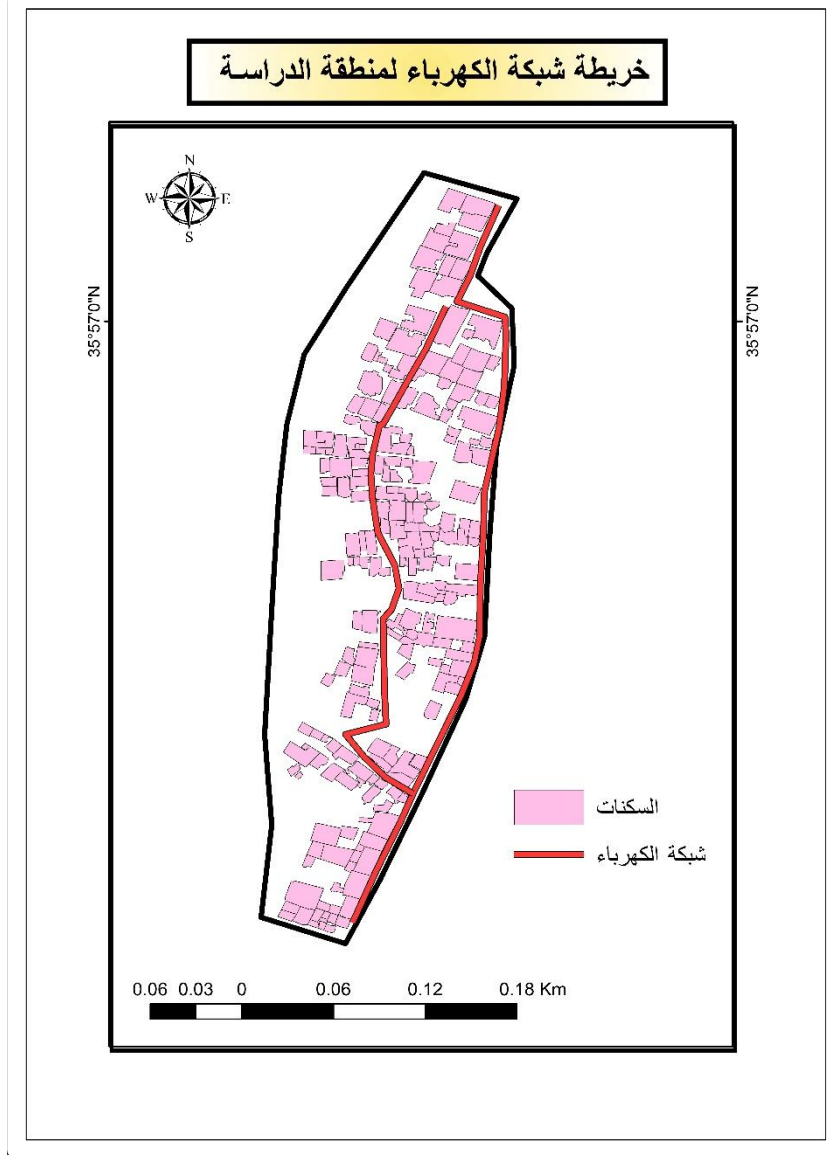 خريطة شبكة الكهرباء لمنطقة الدراسة
N
W E
S
35°57'0"N
35°57'0"N
السكنات
شبكة الكهرباء
0.06 0.03 0 0.06 0.12 0.18 Km